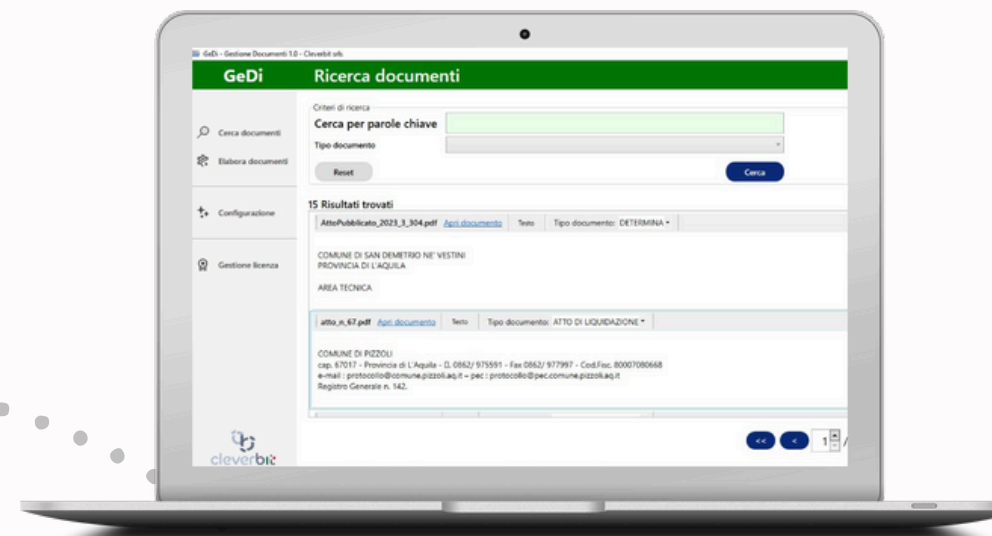 GeDi - Gestione Documenti 1.0 - Cleverbit srls
GeDi
Ricerca documenti
Cerca documenti
Elabora documenti
Configurazione
Gestione licenza
cleverbit
Criteri di ricerca
Cerca per parole chiave
Tipo documento
Reset
Cerca
15 Risultati trovati
AttoPubblicato_2023_3_304.pdf Apri documento Testo Tipo documento: DETERMINA
COMUNE DI SAN DEMETRIO NE' VESTINI
PROVINCIA DI L'AQUILA
AREA TECNICA
atto_n_67.pdf Apri documento Testo Tipo documento: ATTO DI LIQUIDAZIONE
COMUNE DI PIZZOLI
cap. 67017 - Provincia di L'Aquila - 0862/ 975591 - Fax 0862/ 977997 - Cod.Fisc. 80007080668
e-mail : protocollo@comune.pizzoli.aq.it – pec : protocollo@pec.comune.pizzoli.aq.it
Registro Generale n. 142.
<< < 1 /